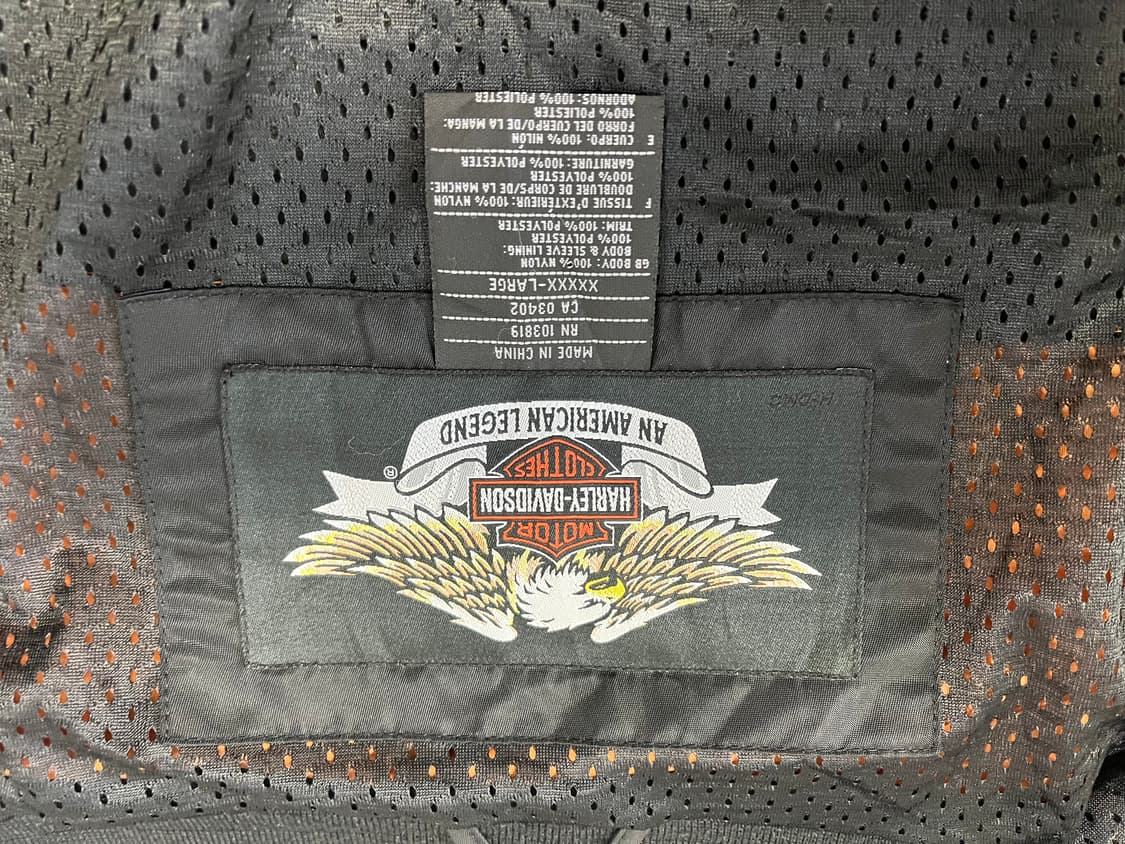 MOTOR
HARLEY-DAVIDSON
CLOTHES
®
AN AMERICAN LEGEND
MADE IN CHINA
RN 103819
CA 03402
XXXXX-LARGE
GB BODY: 100% NYLON
BODY & SLEEVE LINING:
100% POLYESTER
TRIM: 100% POLYESTER
F TISSUE D'EXTÉRIEUR: 100% NYLON
DOUBLURE DE CORPS/DE LA MANCHE:
100% POLYESTER
GARNITURE: 100% POLYESTER
E CUERPO: 100% NILÓN
FORRO DEL CUERPO/DE LA MANGA:
100% POLIESTER
ADORNOS: 100% POLIESTER